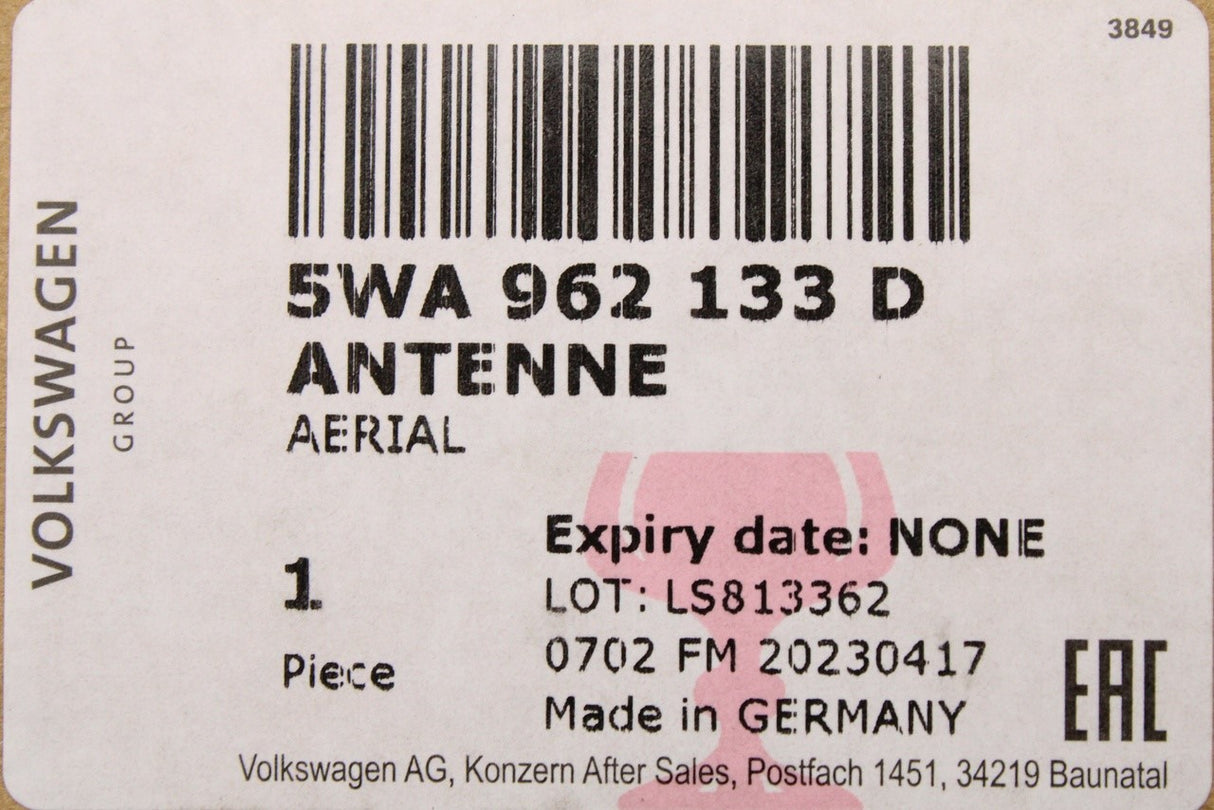 3849
VOLKSWAGEN
GROUP
5WA 962 133 D
ANTENNE
AERIAL
1
Piece
Expiry date: NONE
LOT: LS813362
0702 FM 20230417
Made in GERMANY
EAC
Volkswagen AG, Konzern After Sales, Postfach 1451, 34219 Baunatal